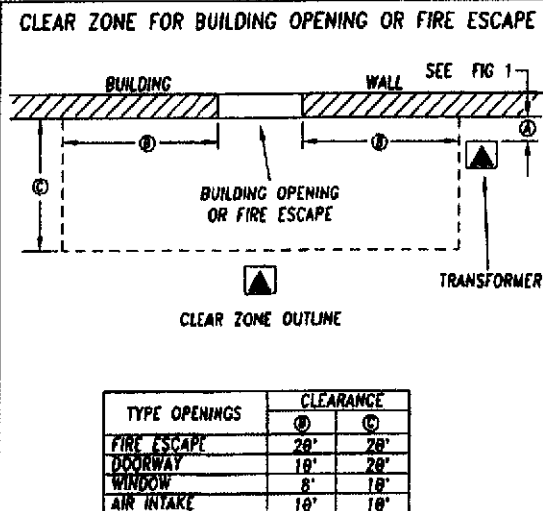 CLEAR ZONE FOR BUILDING OPENING OR FIRE ESCAPE
BUILDING WALL SEE FIG 1
Ⓐ
Ⓑ Ⓑ
Ⓒ
BUILDING OPENING
OR FIRE ESCAPE
TRANSFORMER
CLEAR ZONE OUTLINE
TYPE OPENINGS CLEARANCE
Ⓑ Ⓒ
FIRE ESCAPE 20' 20'
DOORWAY 10' 20'
WINDOW 8' 10'
AIR INTAKE 10' 10'